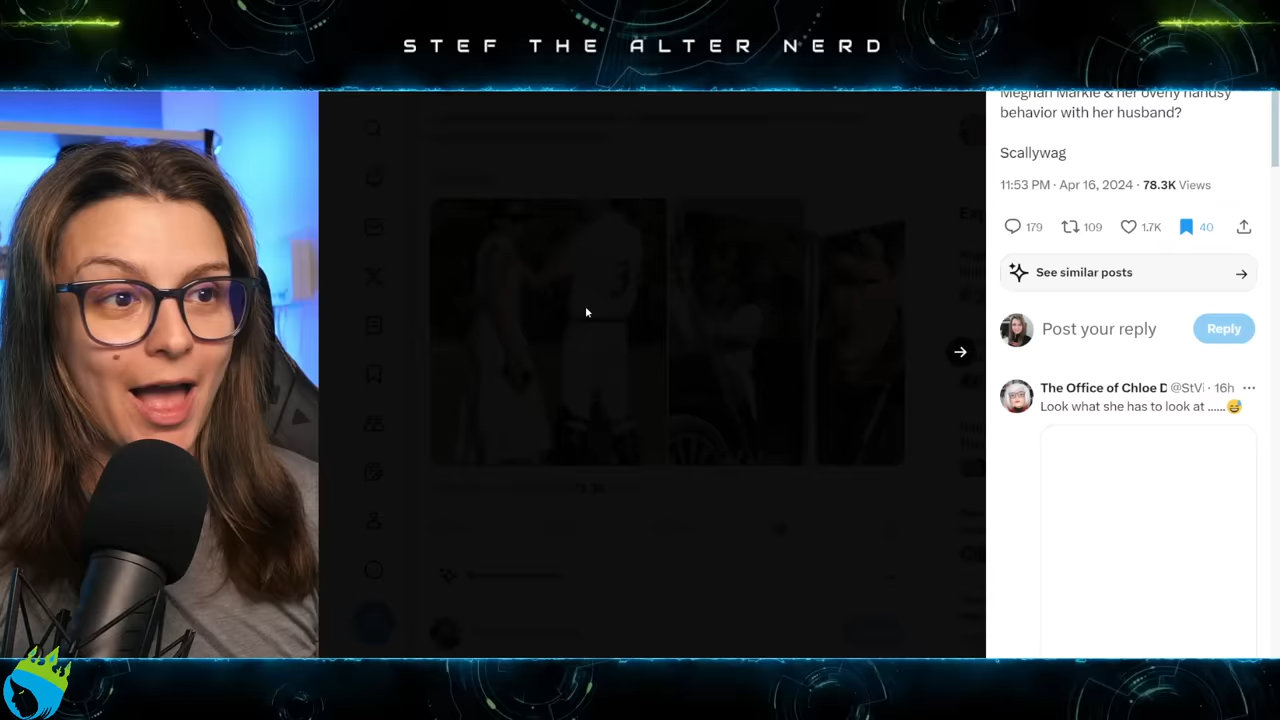 STEF THE ALTER NERD
Meghan Markle & her overly handsy
behavior with her husband?
Scallywag
11:53 PM · Apr 16, 2024 · 78.3K Views
179 109 1.7K 40
See similar posts
Post your reply Reply
The Office of Chloe D @StVi · 16h
Look what she has to look at ......😅